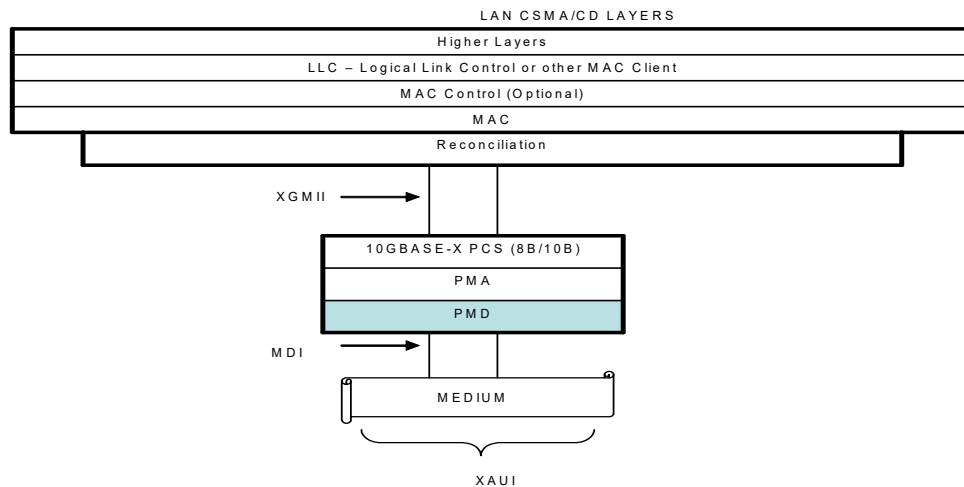 LAN CSMA/CD LAYERS
Higher Layers
LLC – Logical Link Control or other MAC Client
MAC Control (Optional)
MAC
Reconciliation
XGMII
10GBASE-X PCS (8B/10B)
PMA
PMD
MDI
MEDIUM
XAUI